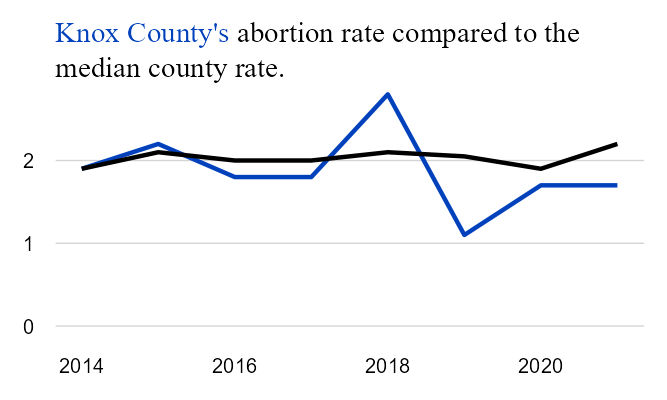 Knox County's abortion rate compared to the
median county rate.
2
1
0
2014 2016 2018 2020